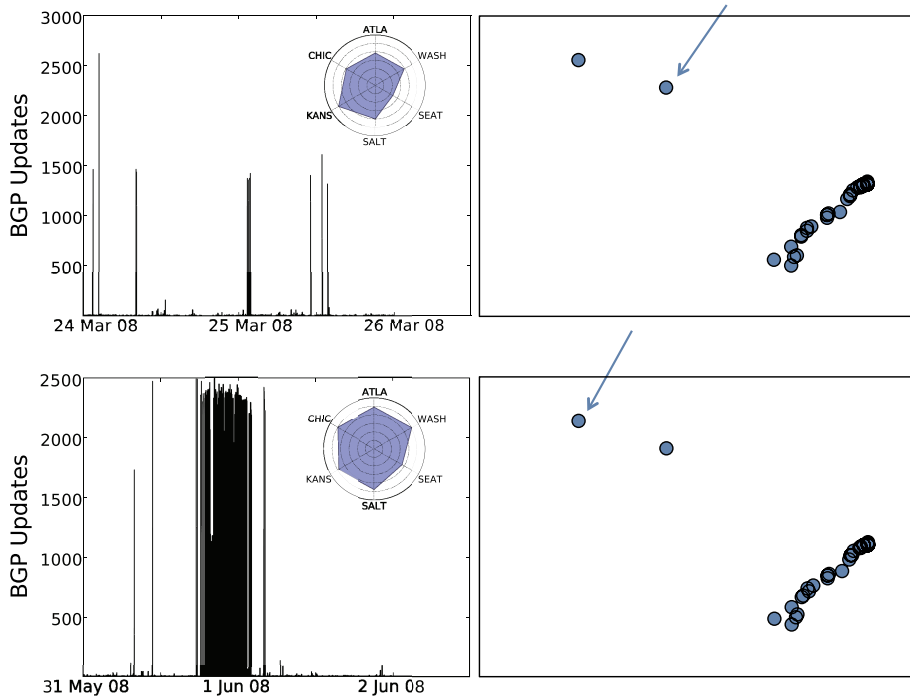 3000
2500
2000
1500
1000
500
BGP Updates
24 Mar 08
25 Mar 08
26 Mar 08
ATLA
CHIC
WASH
KANS
SEAT
SALT
2500
2000
1500
1000
500
BGP Updates
31 May 08
1 Jun 08
2 Jun 08
ATLA
CHIC
WASH
KANS
SEAT
SALT